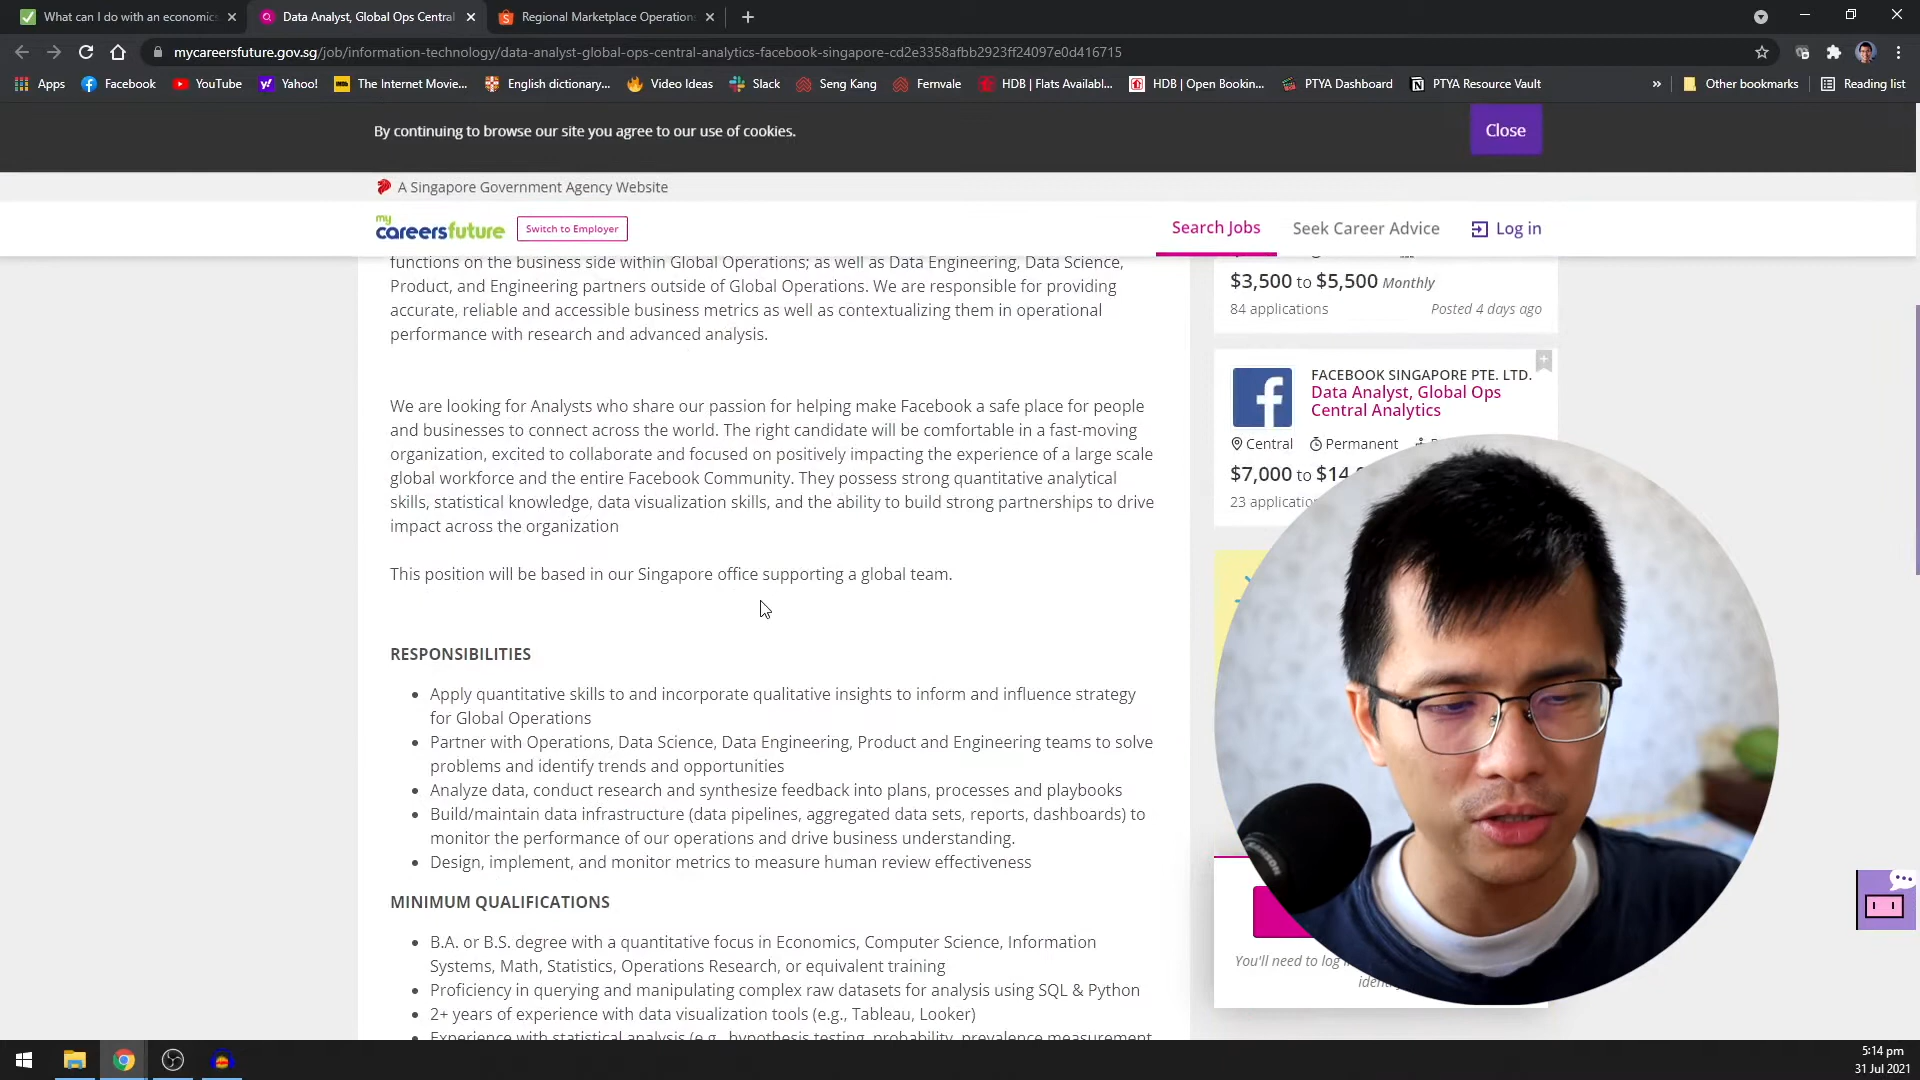 What can I do with an economics
Data Analyst, Global Ops Central
Regional Marketplace Operations
mycareersfuture.gov.sg/job/information-technology/data-analyst-global-ops-central-analytics-facebook-singapore-cd2e3358afbb2923ff24097e0d416715
Apps
Facebook
YouTube
Yahoo!
The Internet Movie...
English dictionary...
Video Ideas
Slack
Seng Kang
Fernvale
HDB | Flats Availabl...
HDB | Open Bookin...
PTYA Dashboard
PTYA Resource Vault
»
Other bookmarks
Reading list
By continuing to browse our site you agree to our use of cookies.
Close
A Singapore Government Agency Website
my
careersfuture
Switch to Employer
Search Jobs
Seek Career Advice
Log in
functions on the business side within Global Operations; as well as Data Engineering, Data Science,
Product, and Engineering partners outside of Global Operations. We are responsible for providing
accurate, reliable and accessible business metrics as well as contextualizing them in operational
performance with research and advanced analysis.
We are looking for Analysts who share our passion for helping make Facebook a safe place for people
and businesses to connect across the world. The right candidate will be comfortable in a fast-moving
organization, excited to collaborate and focused on positively impacting the experience of a large scale
global workforce and the entire Facebook Community. They possess strong quantitative analytical
skills, statistical knowledge, data visualization skills, and the ability to build strong partnerships to drive
impact across the organization
This position will be based in our Singapore office supporting a global team.
RESPONSIBILITIES
• Apply quantitative skills to and incorporate qualitative insights to inform and influence strategy
for Global Operations
• Partner with Operations, Data Science, Data Engineering, Product and Engineering teams to solve
problems and identify trends and opportunities
• Analyze data, conduct research and synthesize feedback into plans, processes and playbooks
• Build/maintain data infrastructure (data pipelines, aggregated data sets, reports, dashboards) to
monitor the performance of our operations and drive business understanding.
• Design, implement, and monitor metrics to measure human review effectiveness
MINIMUM QUALIFICATIONS
• B.A. or B.S. degree with a quantitative focus in Economics, Computer Science, Information
Systems, Math, Statistics, Operations Research, or equivalent training
• Proficiency in querying and manipulating complex raw datasets for analysis using SQL & Python
• 2+ years of experience with data visualization tools (e.g., Tableau, Looker)
• Experience with statistical analysis (e.g., hypothesis testing, probability, prevalence measurement
$3,500 to $5,500 Monthly
84 applications
Posted 4 days ago
FACEBOOK SINGAPORE PTE. LTD.
Data Analyst, Global Ops
Central Analytics
Central
Permanent
$7,000 to
23
You'll need to log
5:14 pm
31 Jul 2021